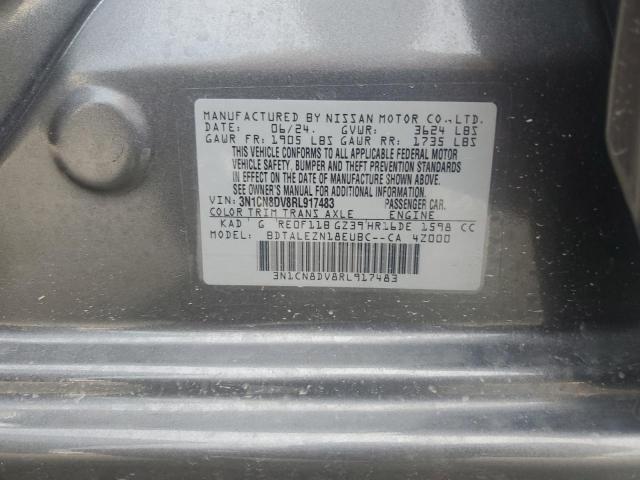 MANUFACTURED BY NISSAN MOTOR CO.,LTD.
DATE: 06/24. GVWR: 3624 LBS
GAWR FR: 1905 LBS GAWR RR: 1735 LBS
THIS VEHICLE CONFORMS TO ALL APPLICABLE FEDERAL MOTOR
VEHICLE SAFETY, BUMPER, AND THEFT PREVENTION STANDARDS
IN EFFECT ON THE DATE OF MANUFACTURE SHOWN ABOVE.
SEE OWNER'S MANUAL FOR ADDITIONAL INFORMATION.
VIN: 3N1CN8DV8RL917483 PASSENGER CAR.
COLOR TRIM TRANS AXLE ENGINE
KAD G RE0F11B GZ39 HR16DE 1598 CC
MODEL: BDTALEZN18EUBC--CA 4Z000
3N1CN8DV8RL917483